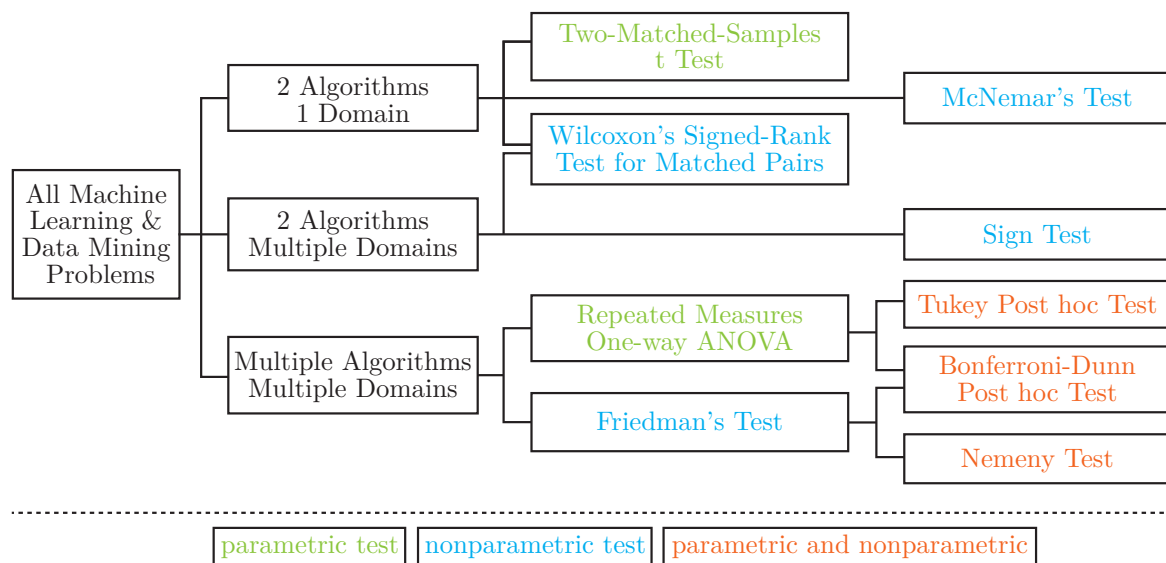 All Machine
Learning &
Data Mining
Problems
2 Algorithms
1 Domain
2 Algorithms
Multiple Domains
Multiple Algorithms
Multiple Domains
Two-Matched-Samples
t Test
Wilcoxon's Signed-Rank
Test for Matched Pairs
Repeated Measures
One-way ANOVA
Friedman's Test
McNemar's Test
Sign Test
Tukey Post hoc Test
Bonferroni-Dunn
Post hoc Test
Nemeny Test
parametric test
nonparametric test
parametric and nonparametric